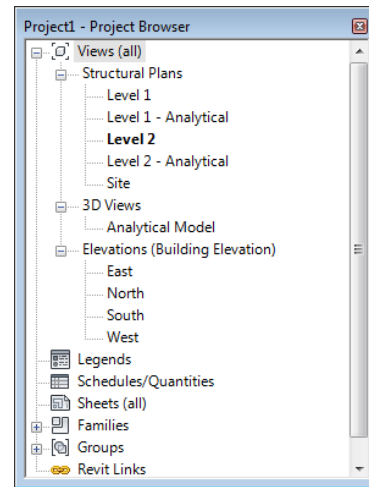 Project1 - Project Browser
Views (all)
Structural Plans
Level 1
Level 1 - Analytical
Level 2
Level 2 - Analytical
Site
3D Views
Analytical Model
Elevations (Building Elevation)
East
North
South
West
Legends
Schedules/Quantities
Sheets (all)
Families
Groups
Revit Links